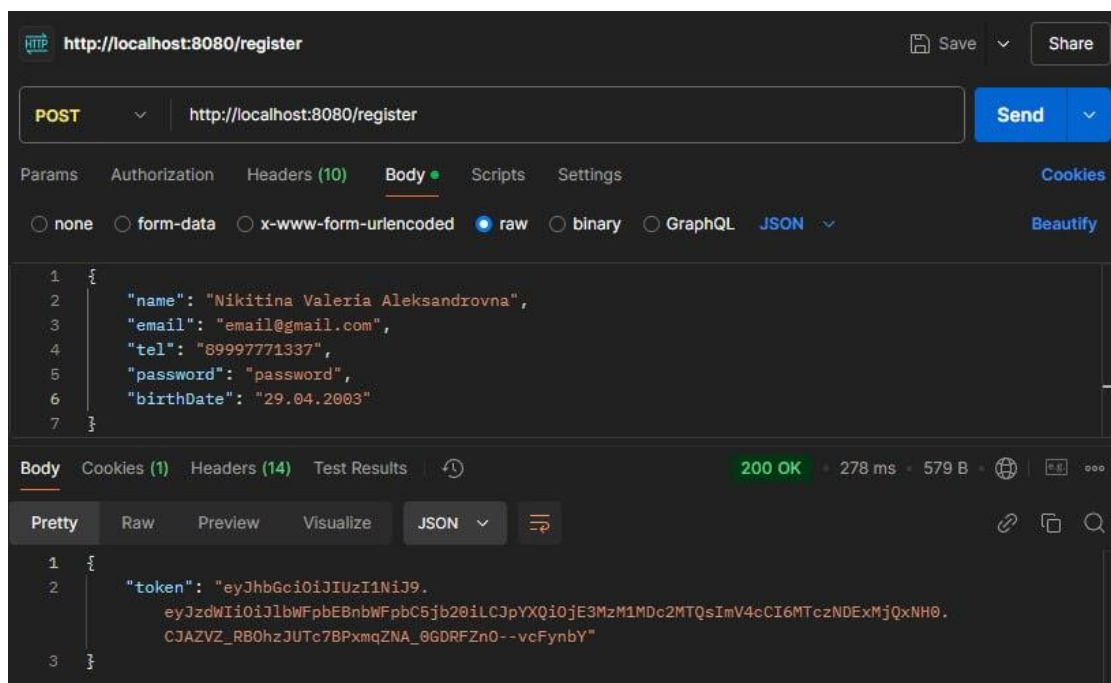 HTTP http://localhost:8080/register Save Share
POST http://localhost:8080/register Send
Params Authorization Headers (10) Body Scripts Settings Cookies
none form-data x-www-form-urlencoded raw binary GraphQL JSON Beautify
1 {
2 "name": "Nikitina Valeria Aleksandrovna",
3 "email": "email@gmail.com",
4 "tel": "89997771337",
5 "password": "password",
6 "birthDate": "29.04.2003"
7 }
Body Cookies (1) Headers (14) Test Results 200 OK 278 ms 579 B e.g.
Pretty Raw Preview Visualize JSON
1 {
2 "token": "eyJhbGciOiJIUzI1NiJ9.
eyJzdWIiOiJlbWFpbEBnbWFpbC5jb20iLCJpYXQiOjE3MzM1MDc2MTQsImV4cCI6MTczNDExMjQxNH0.
CJAZVZ_RBOhzJUTc7BPxmqZNA_0GDRFZnO--vcFynbY"
3 }